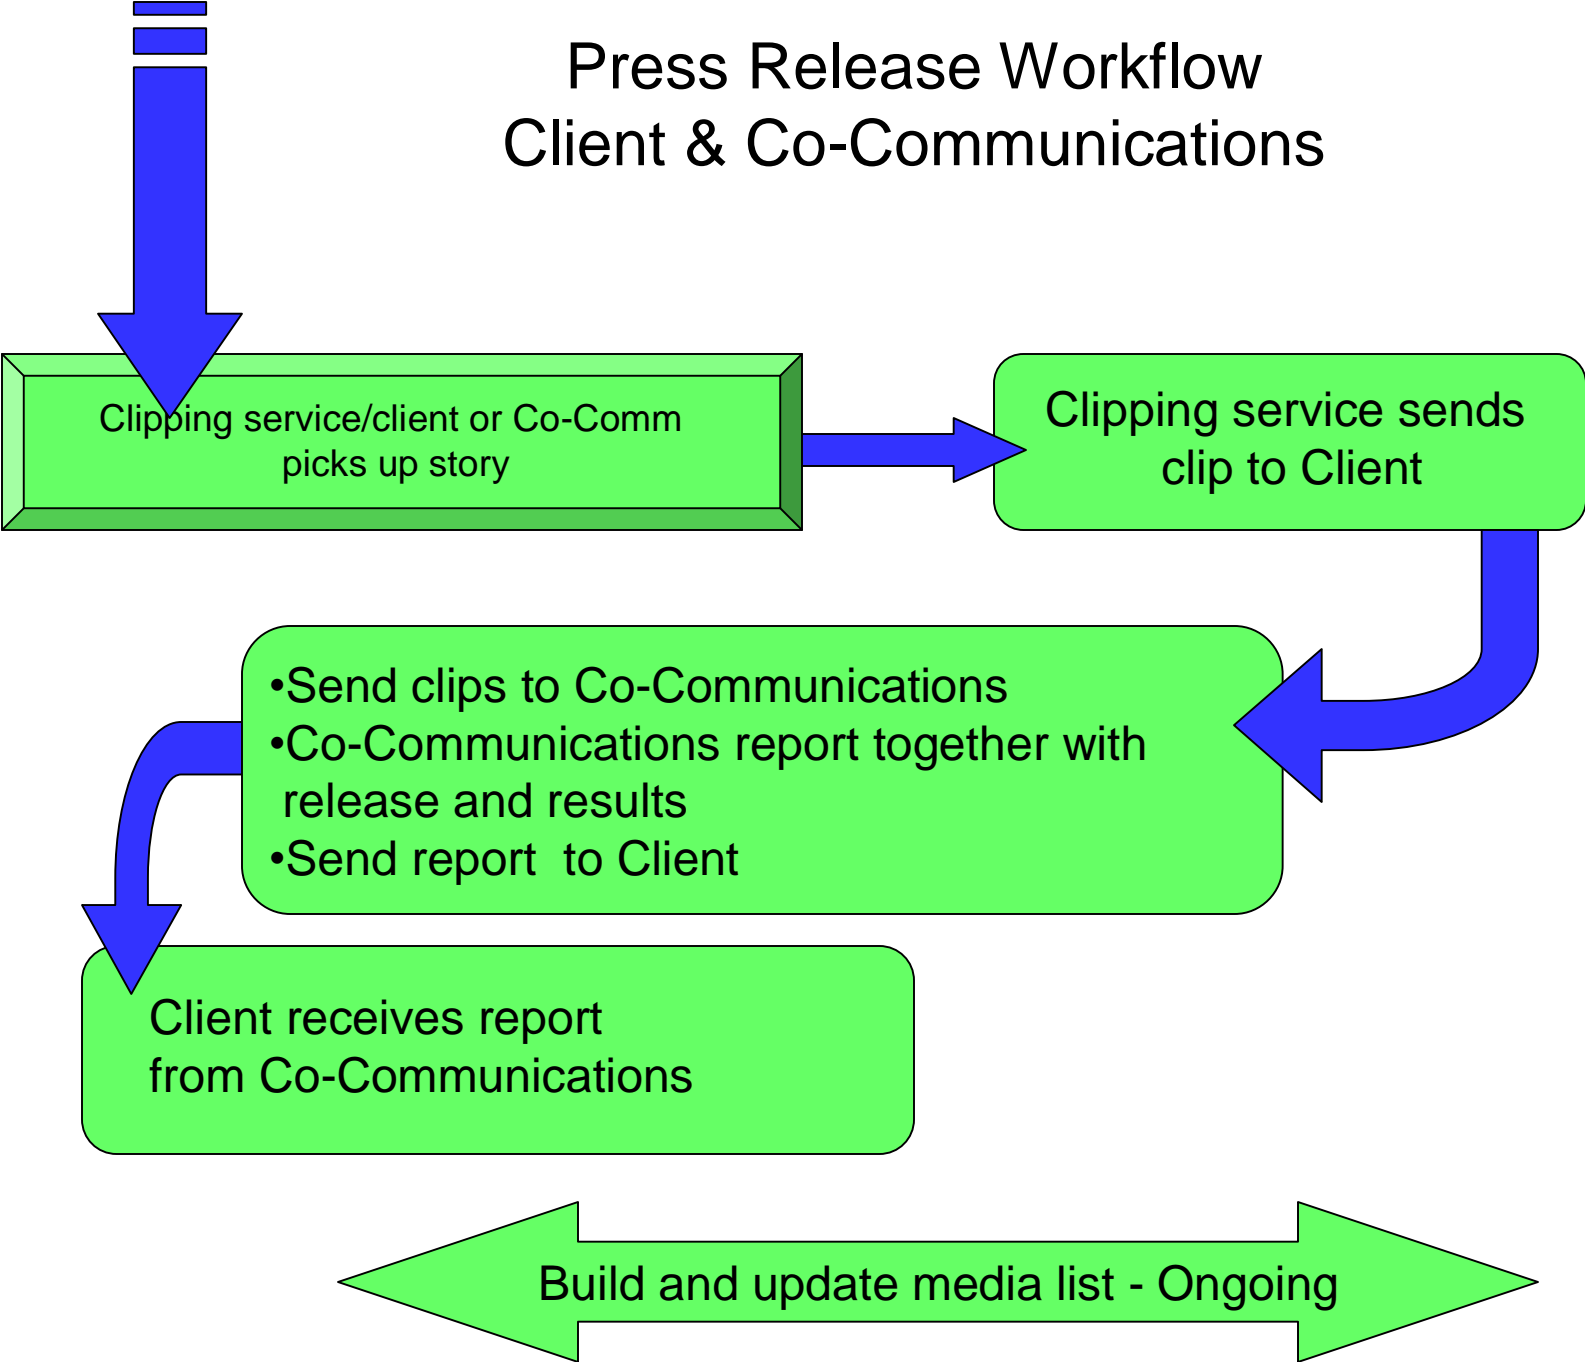 Press Release Workflow
Client & Co-Communications
Clipping service/client or Co-Comm
picks up story
Clipping service sends
clip to Client
•Send clips to Co-Communications
•Co-Communications report together with
release and results
•Send report  to Client
Client receives report
from Co-Communications
Build and update media list - Ongoing